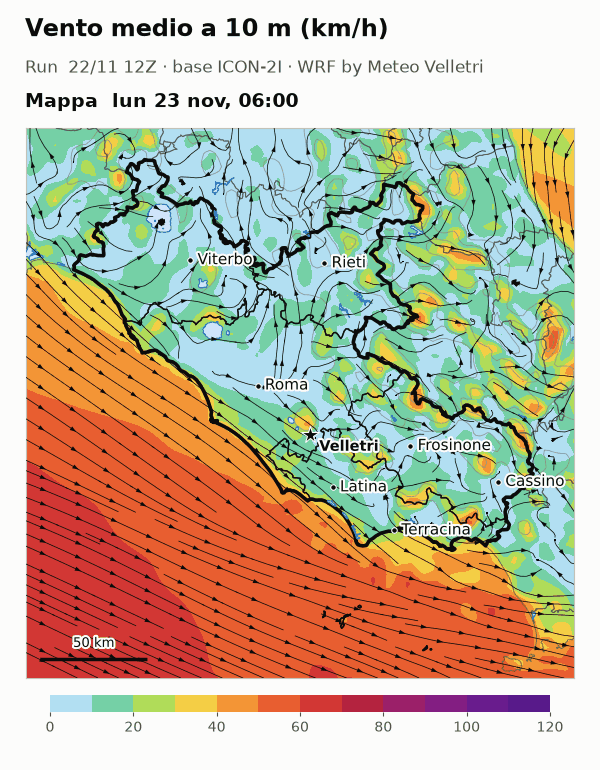 Vento medio a 10 m (km/h)
Run  22/11 12Z · base ICON-2I · WRF by Meteo Velletri
Mappa  lun 23 nov, 06:00
Viterbo
Rieti
Roma
Velletri
Frosinone
Latina
Cassino
Terracina
50 km
0 20 40 60 80 100 120